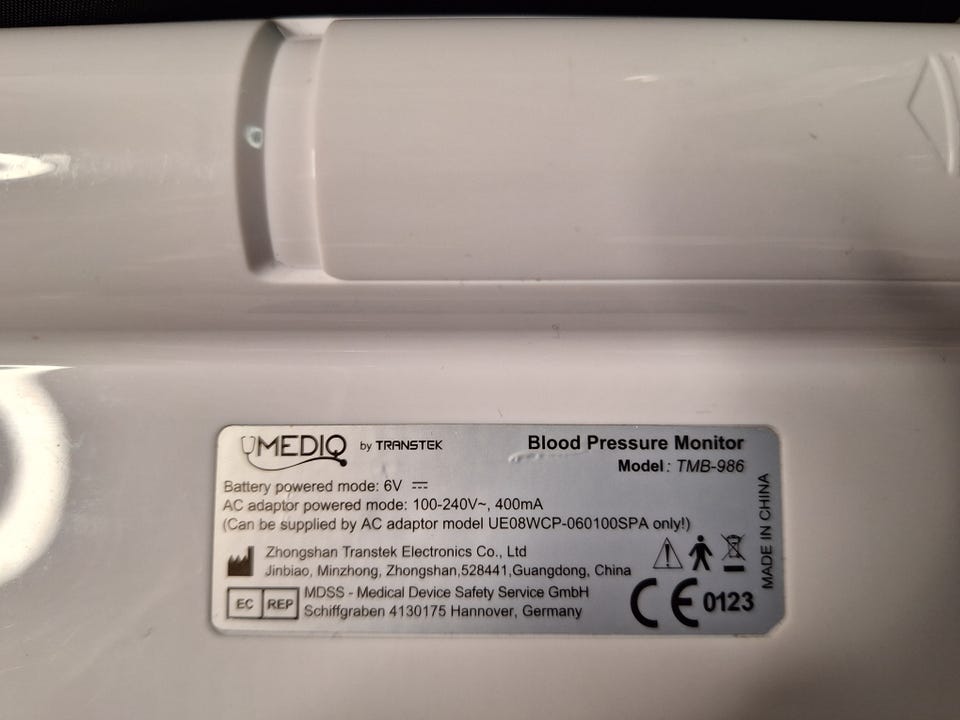 MEDIQ by TRANSTEK
Blood Pressure Monitor
Model: TMB-986
Battery powered mode: 6V
AC adaptor powered mode: 100-240V~, 400mA
(Can be supplied by AC adaptor model UE08WCP-060100SPA only!)
Zhongshan Transtek Electronics Co., Ltd
Jinbiao, Minzhong, Zhongshan,528441,Guangdong, China
EC REP
MDSS - Medical Device Safety Service GmbH
Schiffgraben 4130175 Hannover, Germany
CE 0123
MADE IN CHINA